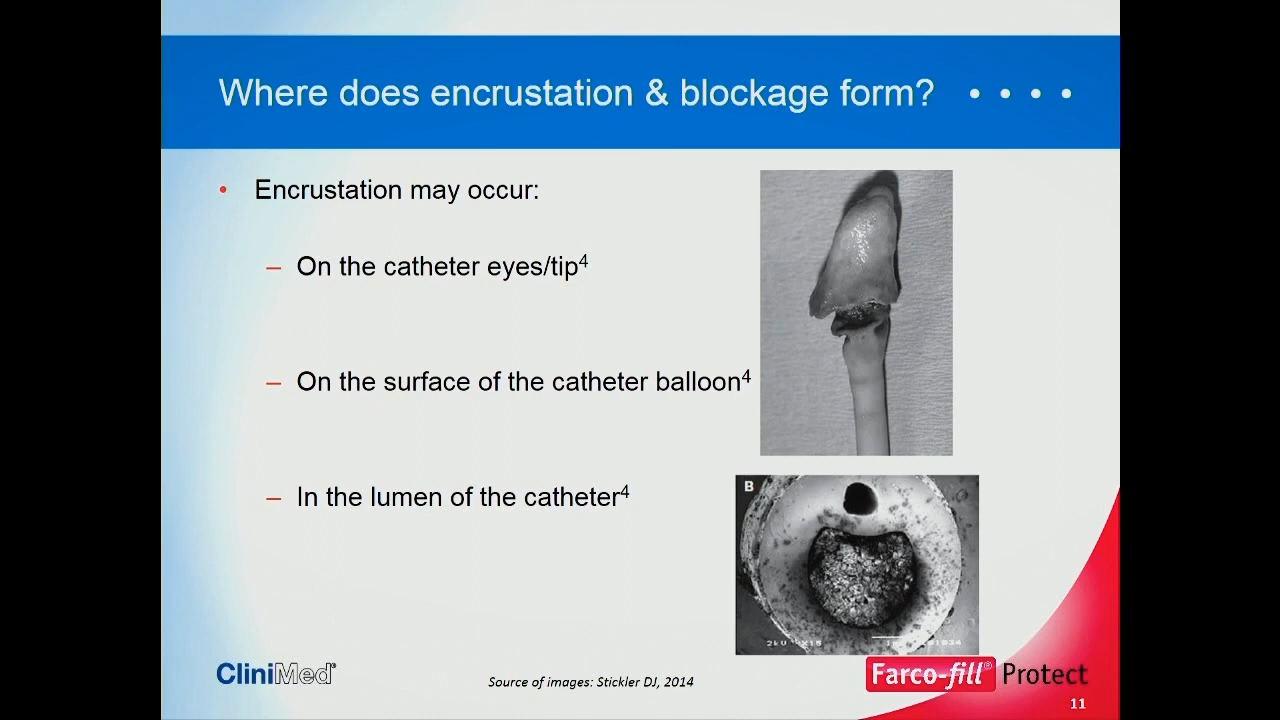 Where does encrustation & blockage form?
• Encrustation may occur:
– On the catheter eyes/tip⁴
– On the surface of the catheter balloon⁴
– In the lumen of the catheter⁴
B
CliniMed®
Source of images: Stickler DJ, 2014
Farco-fill® Protect
11